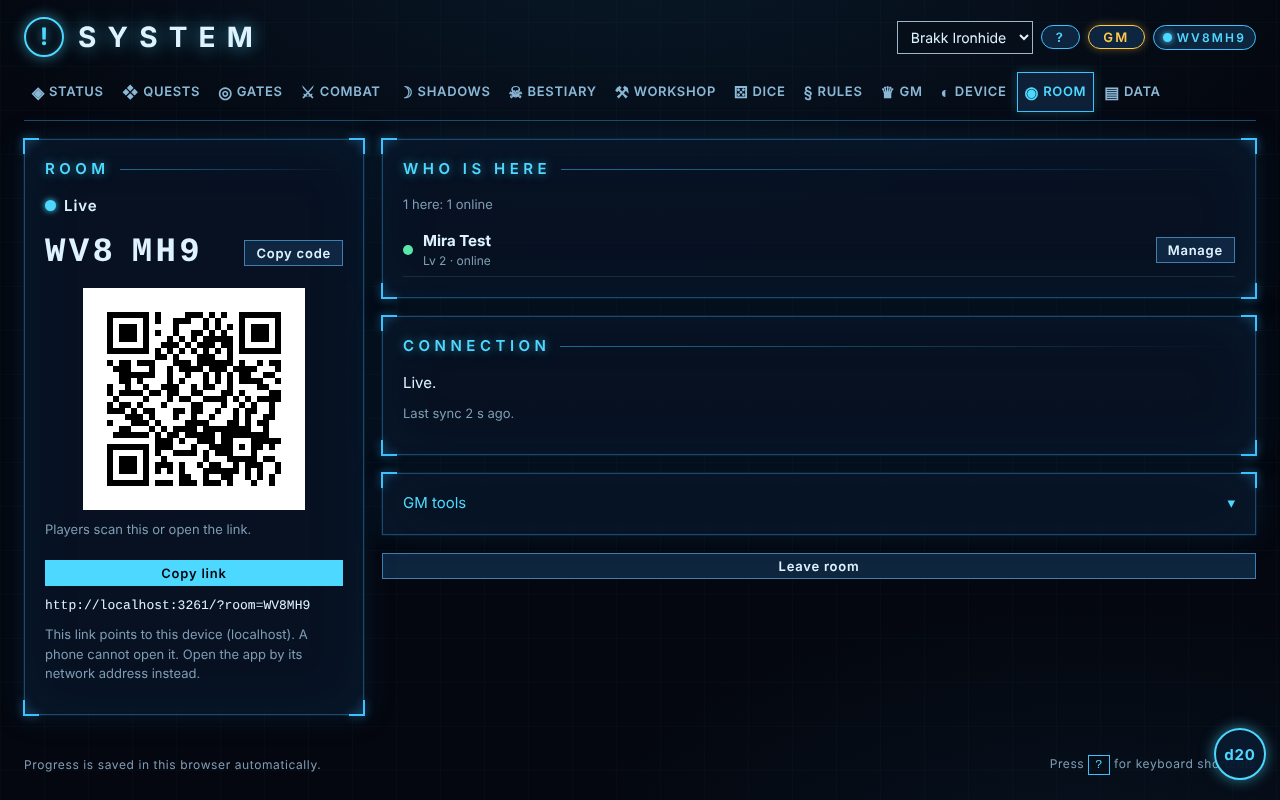 ! SYSTEM
Brakk Ironhide ? GM WV8MH9
STATUS QUESTS GATES COMBAT SHADOWS BESTIARY WORKSHOP DICE § RULES GM DEVICE ROOM DATA
ROOM
Live
WV8 MH9 Copy code
Players scan this or open the link.
Copy link
http://localhost:3261/?room=WV8MH9
This link points to this device (localhost). A
phone cannot open it. Open the app by its
network address instead.
WHO IS HERE
1 here: 1 online
Mira Test
Lv 2 · online
Manage
CONNECTION
Live.
Last sync 2 s ago.
GM tools
Leave room
Progress is saved in this browser automatically.
Press ? for keyboard
d20